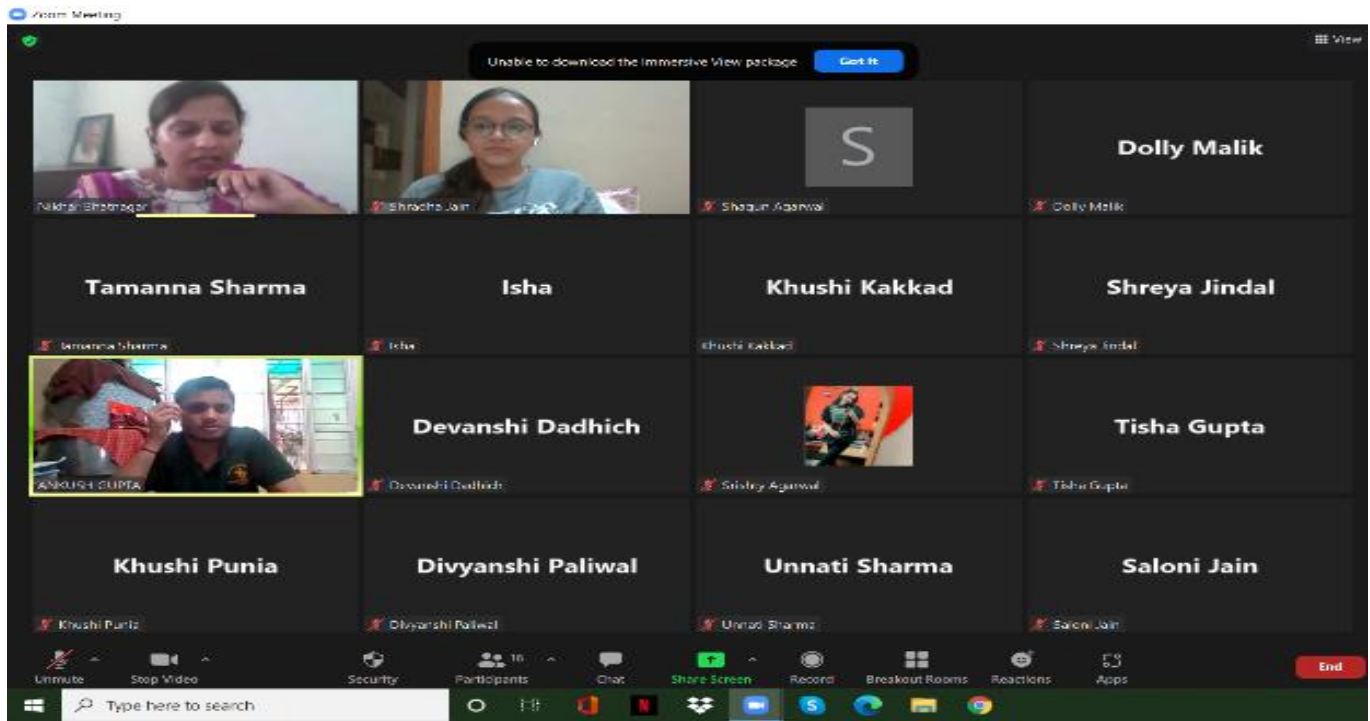 Zoom Meeting
View
Unable to download the Immersive View package Got it
Nikhar Bhatnagar
Shradha Jain
S
Shagun Agarwal
Dolly Malik
Dolly Malik
Tamanna Sharma
Tamanna Sharma
Isha
Isha
Khushi Kakkad
Khushi Kakkad
Shreya Jindal
Shreya Jindal
ANKUSH GUPTA
Devanshi Dadhich
Devanshi Dadhich
Agarwal
Tisha Gupta
Tisha Gupta
Khushi Punia
Khushi Punia
Divyanshi Paliwal
Divyanshi Paliwal
Unnati Sharma
Unnati Sharma
Saloni Jain
Saloni Jain
Unmute Stop Video Security Participants 16 Chat Share Screen Record Breakout Rooms Reactions Apps End
Type here to search